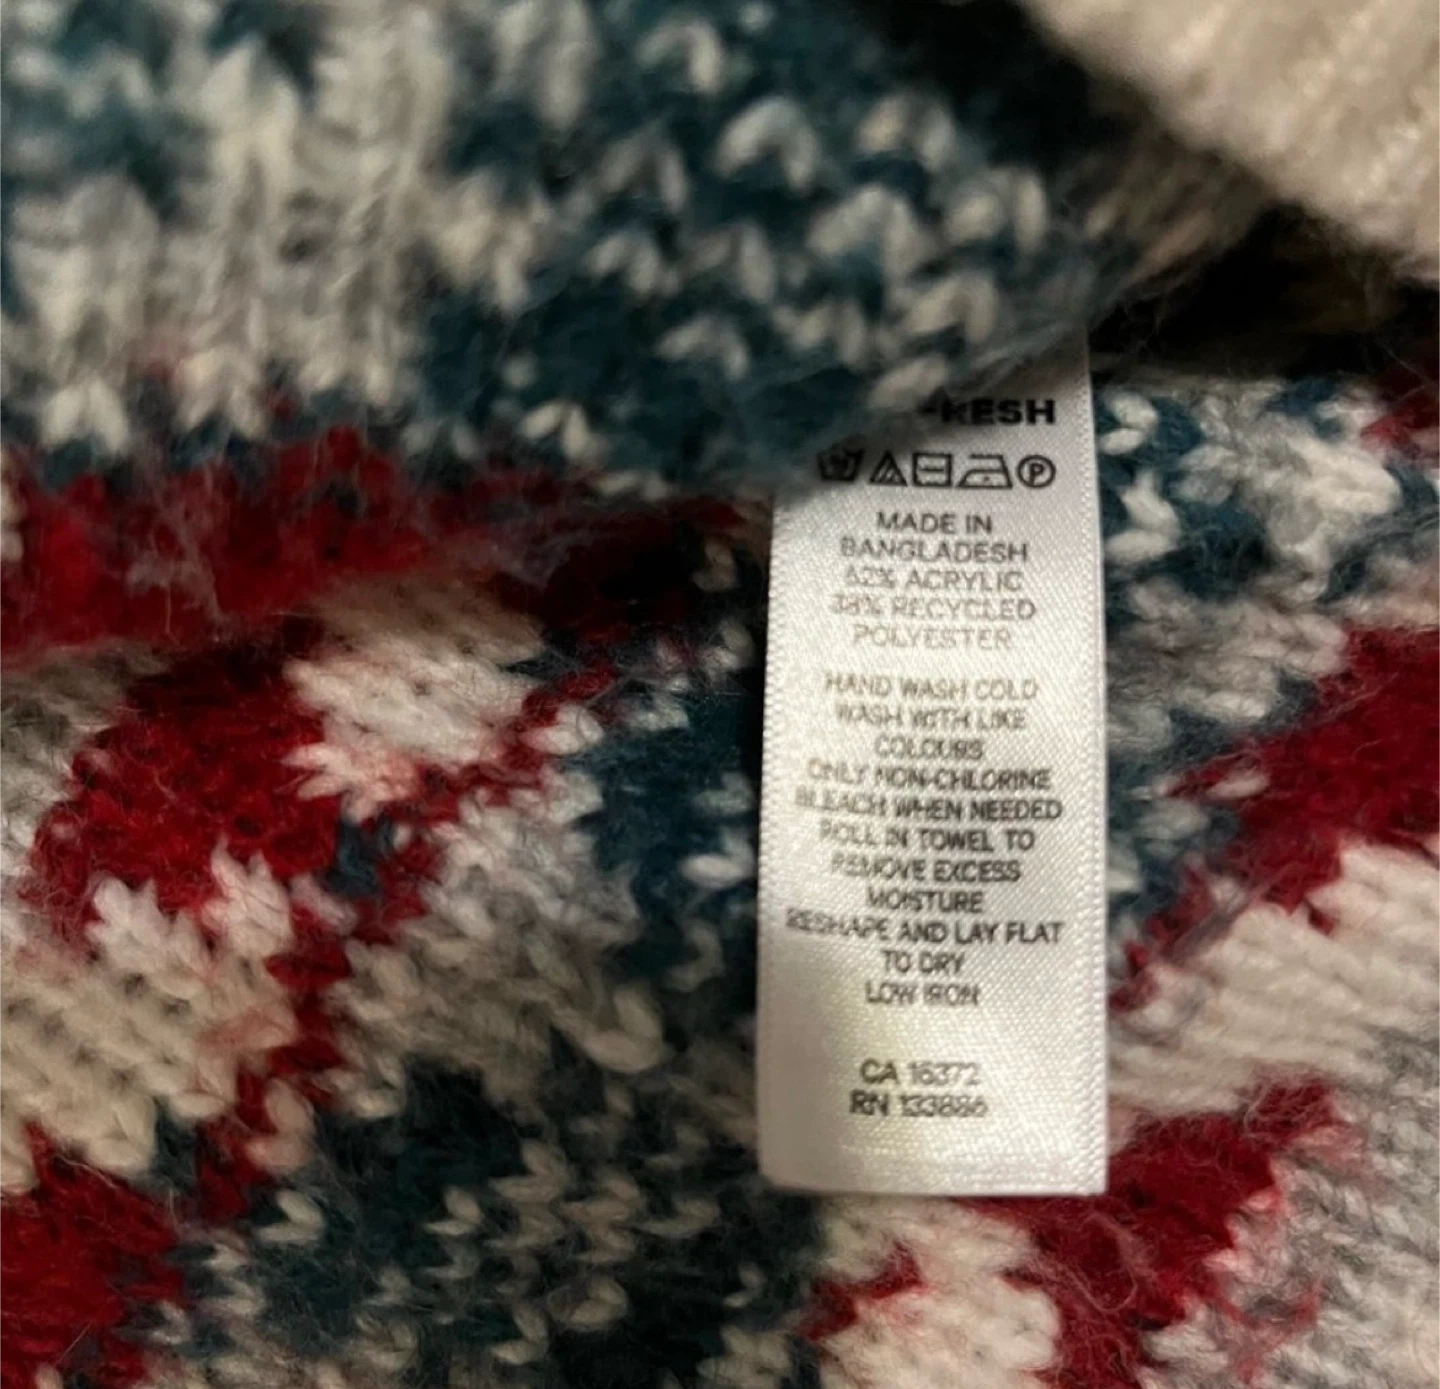 -RESH
P
MADE IN
BANGLADESH
62% ACRYLIC
38% RECYCLED
POLYESTER
HAND WASH COLD
WASH WITH LIKE
COLOURS
ONLY NON-CHLORINE
BLEACH WHEN NEEDED
ROLL IN TOWEL TO
REMOVE EXCESS
MOISTURE
RESHAPE AND LAY FLAT
TO DRY
LOW IRON
CA 16372
RN 133886